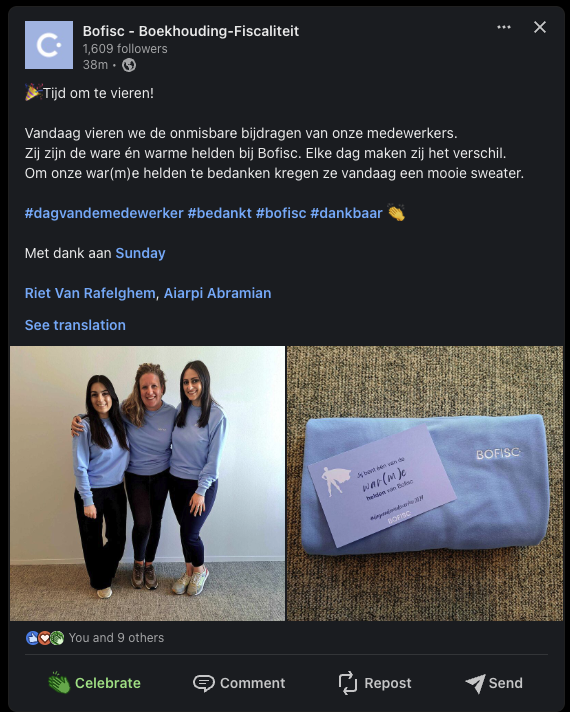 Bofisc - Boekhouding-Fiscaliteit
1,609 followers
38m •
🎉Tijd om te vieren!
Vandaag vieren we de onmisbare bijdragen van onze medewerkers.
Zij zijn de ware én warme helden bij Bofisc. Elke dag maken zij het verschil.
Om onze war(m)e helden te bedanken kregen ze vandaag een mooie sweater.
#dagvandemedewerker #bedankt #bofisc #dankbaar 👏
Met dank aan Sunday
Riet Van Rafelghem, Aiarpi Abramian
See translation
BOFISC
Jij bent een van de
war(m)e
helden van Bofisc
BOFISC
You and 9 others
Celebrate
Comment
Repost
Send